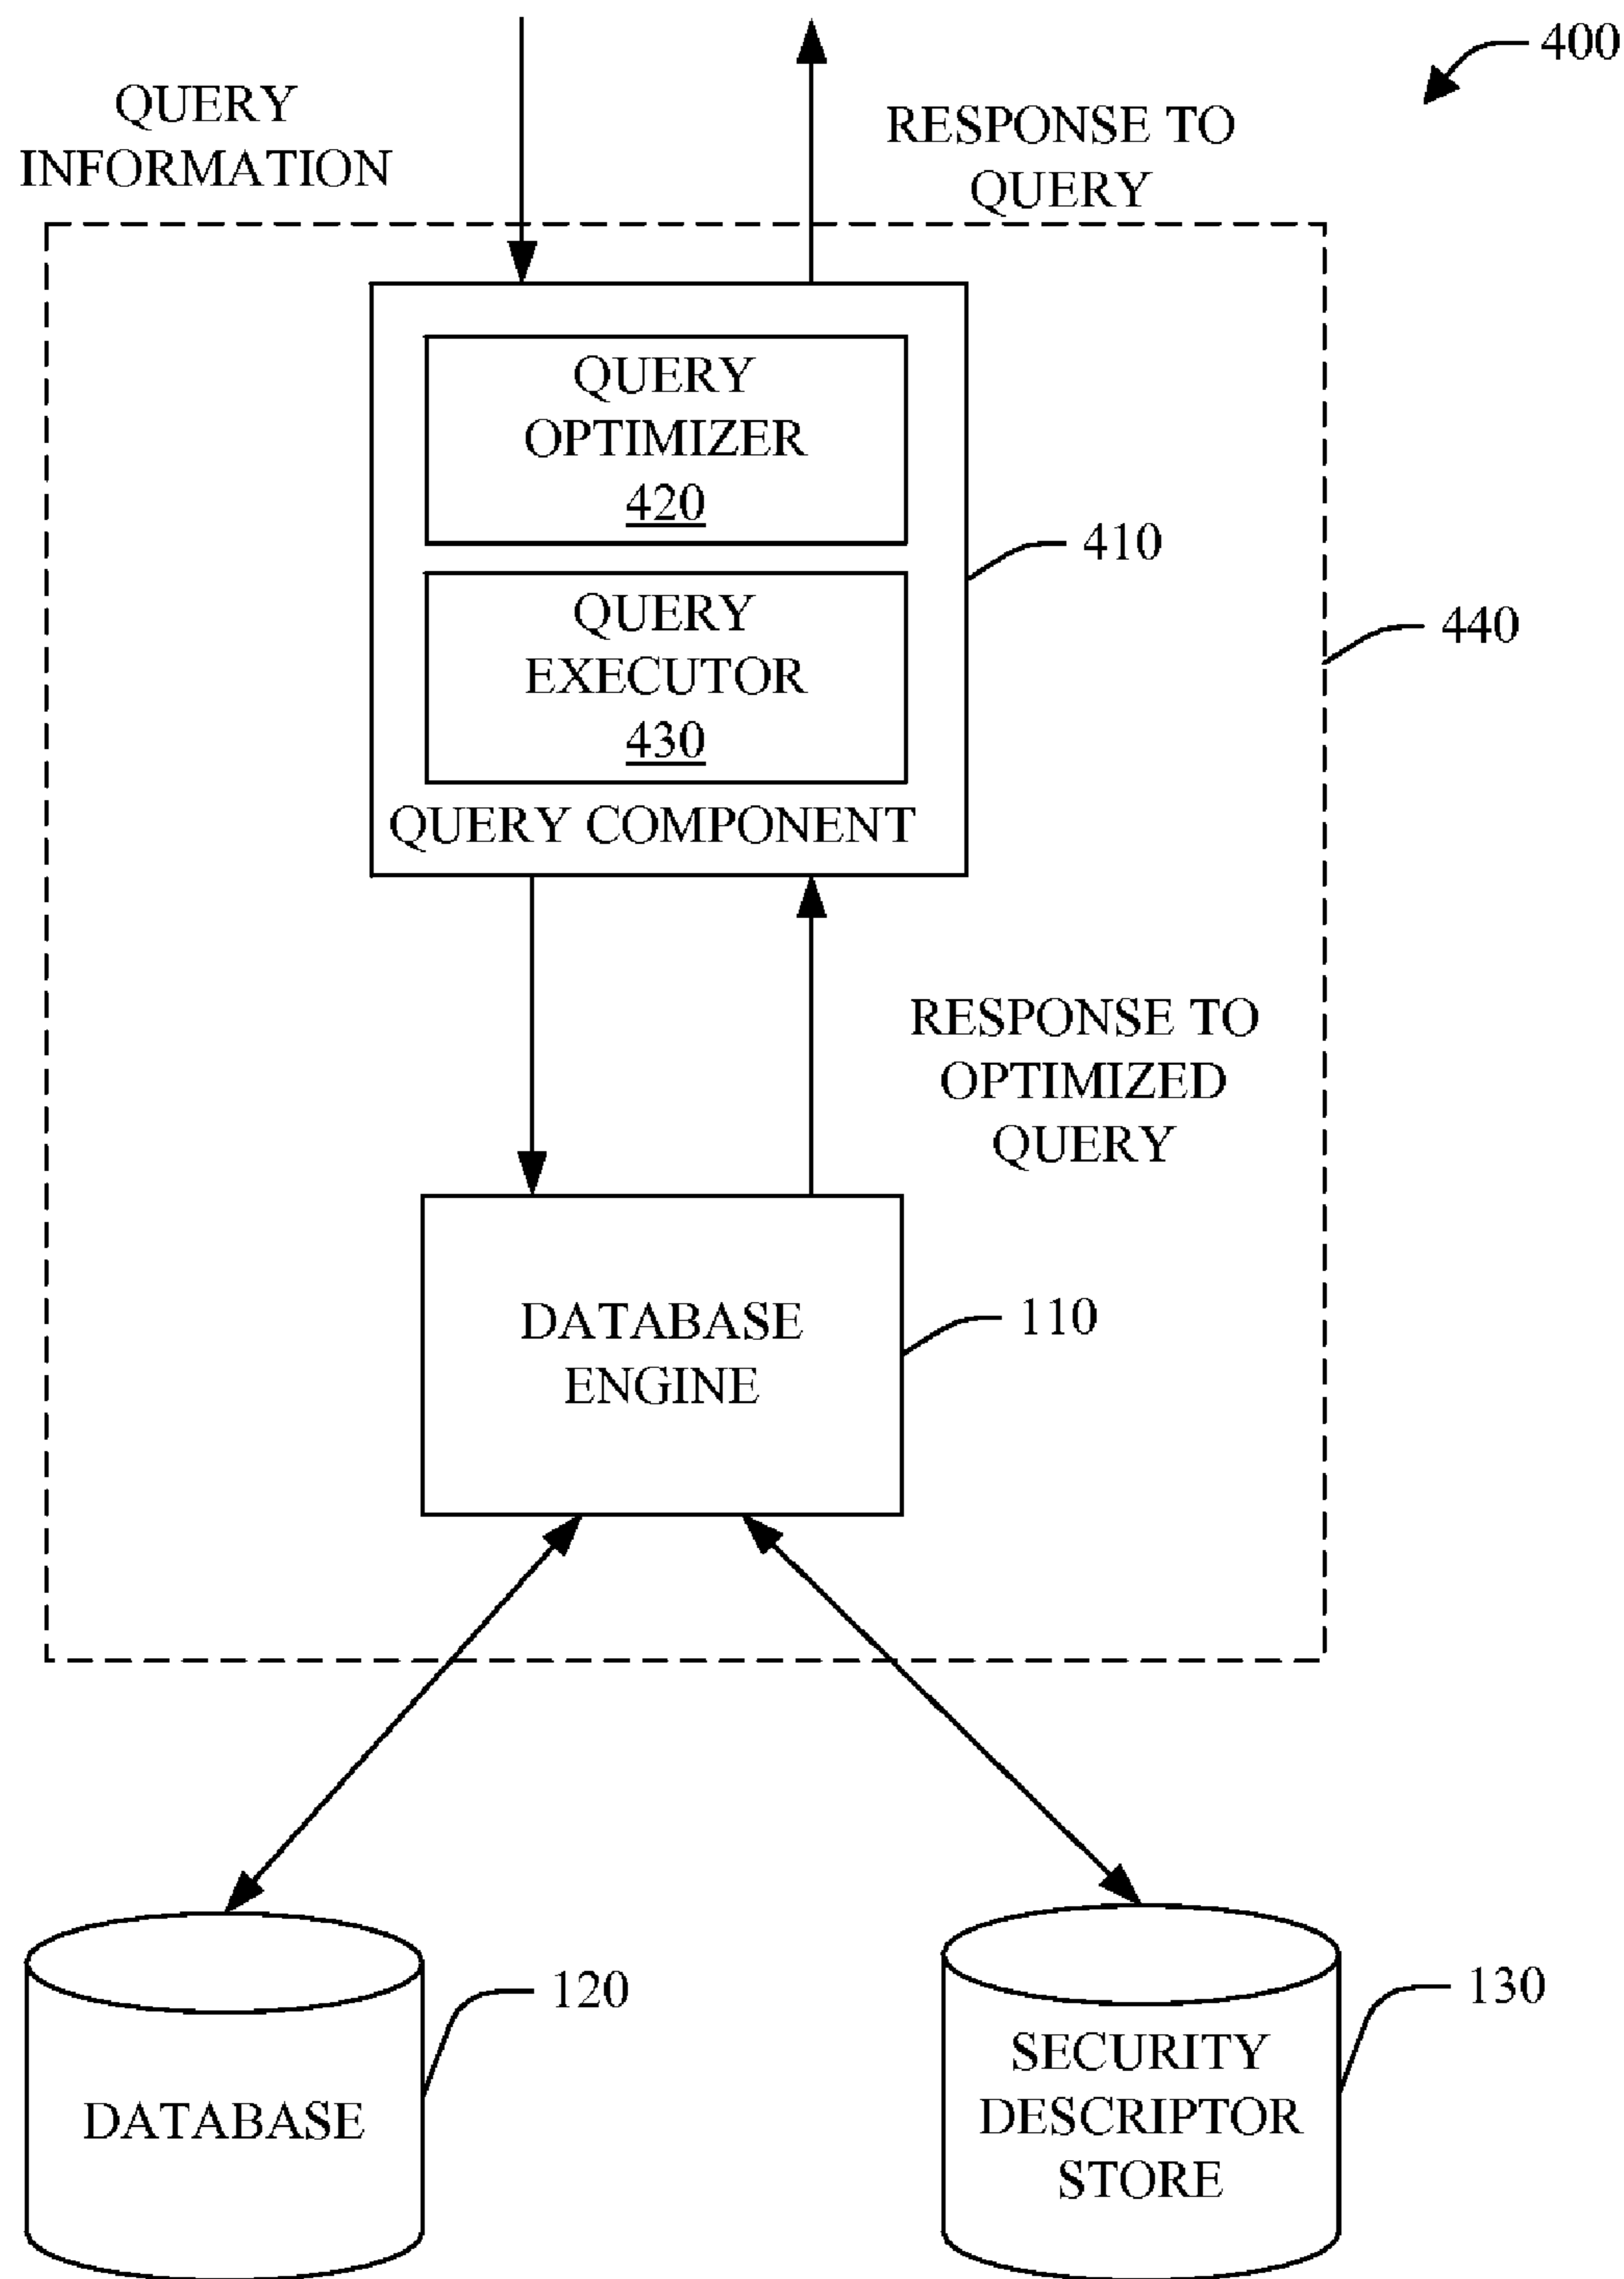 400
QUERY
INFORMATION
RESPONSE TO
QUERY
QUERY
OPTIMIZER
420
410
QUERY
EXECUTOR
430
440
QUERY COMPONENT
RESPONSE TO
OPTIMIZED
QUERY
DATABASE
ENGINE
110
120
DATABASE
130
SECURITY
DESCRIPTOR
STORE